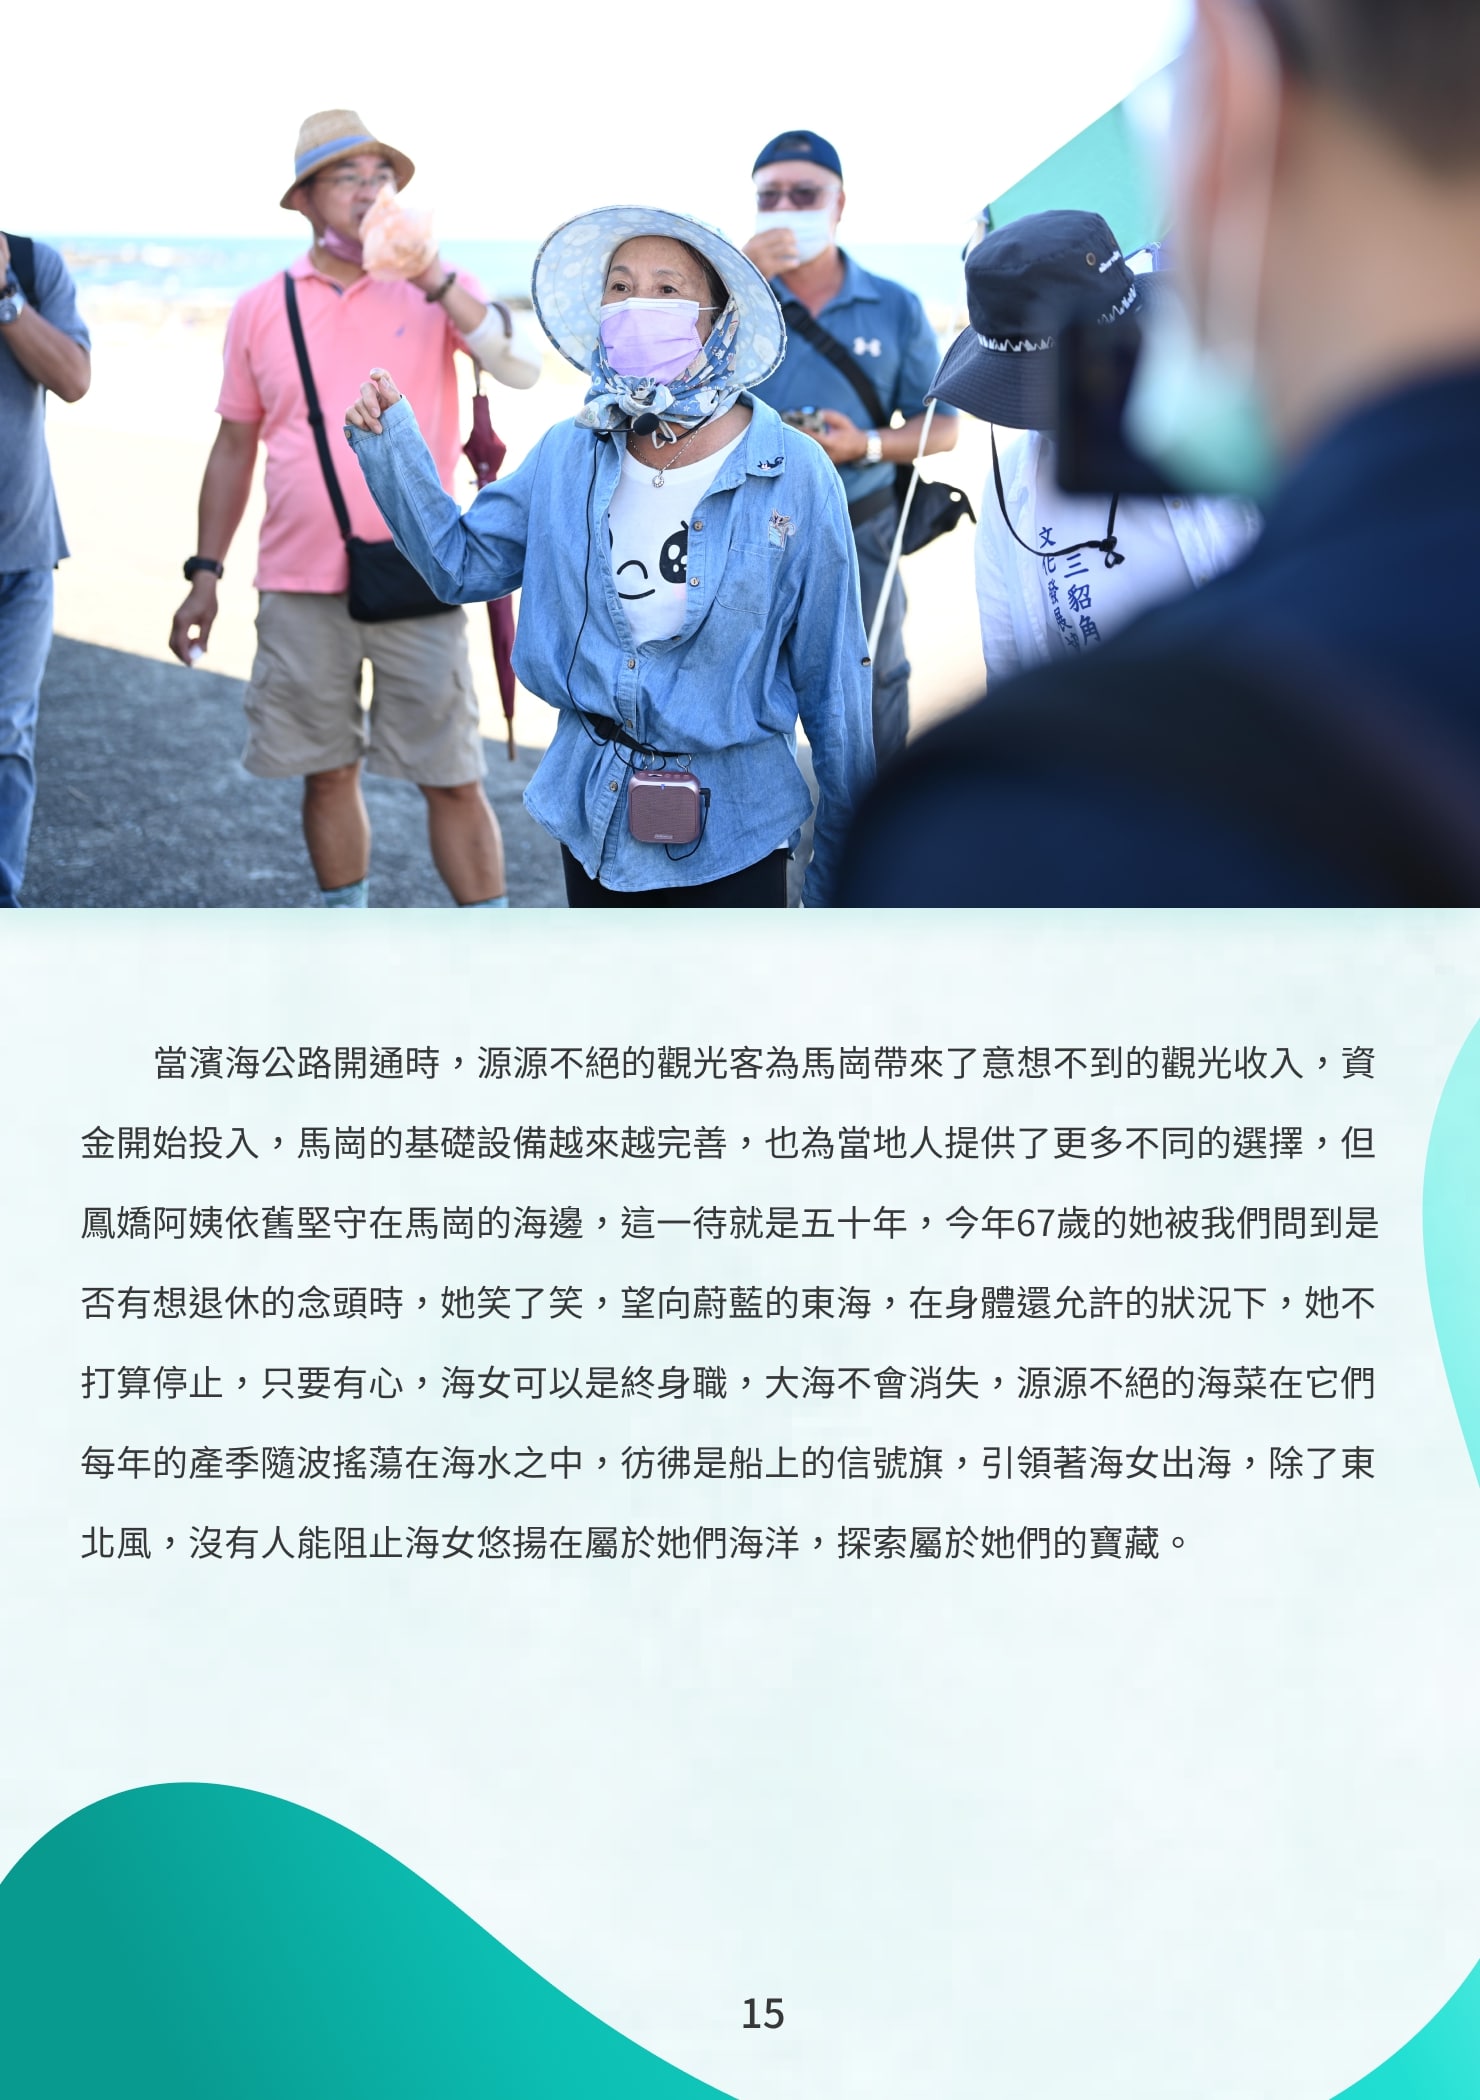 文化發展
三貂角
當濱海公路開通時，源源不絕的觀光客為馬崗帶來了意想不到的觀光收入，資
金開始投入，馬崗的基礎設備越來越完善，也為當地人提供了更多不同的選擇，但
鳳嬌阿姨依舊堅守在馬崗的海邊，這一待就是五十年，今年67歲的她被我們問到是
否有想退休的念頭時，她笑了笑，望向蔚藍的東海，在身體還允許的狀況下，她不
打算停止，只要有心，海女可以是終身職，大海不會消失，源源不絕的海菜在它們
每年的產季隨波搖蕩在海水之中，彷彿是船上的信號旗，引領著海女出海，除了東
北風，沒有人能阻止海女悠揚在屬於她們海洋，探索屬於她們的寶藏。
15